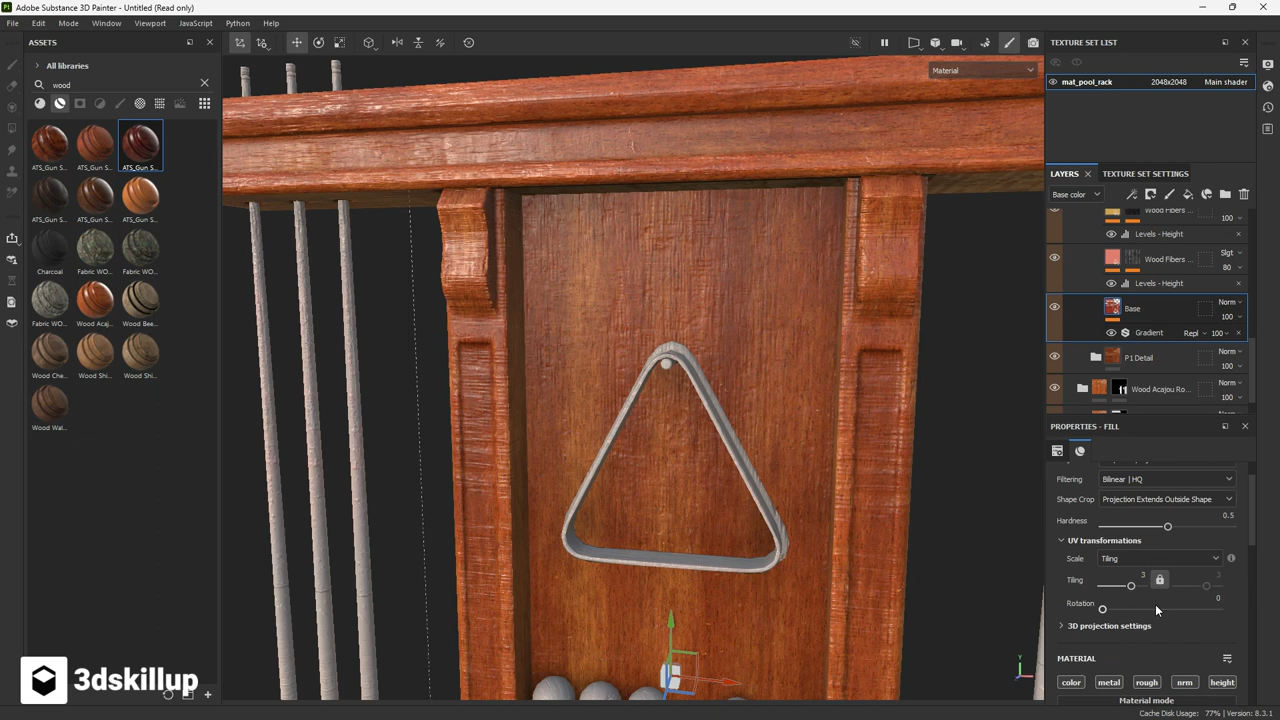 Adobe Substance 3D Painter - Untitled (Read only)
File Edit Mode Window Viewport JavaScript Python Help
ASSETS
All libraries
wood
ATS_Gun S... ATS_Gun S... ATS_Gun S...
ATS_Gun S... ATS_Gun S... ATS_Gun S...
Charcoal Fabric WO... Fabric WO...
Fabric WO... Wood Acaj... Wood Bee...
Wood Che... Wood Shi... Wood Shi...
Wood Wal...
Material
TEXTURE SET LIST
mat_pool_rack 2048x2048 Main shader
LAYERS TEXTURE SET SETTINGS
Base color
Wood Fibers ...
100
Levels - Height
Wood Fibers ... Slgt
80
Levels - Height
Base Norm
100
Gradient Repl 100
P1 Detail Norm
100
Wood Acajou Ro... Norm
100
PROPERTIES - FILL
Filtering Bilinear | HQ
Shape Crop Projection Extends Outside Shape
Hardness 0.5
UV transformations
Scale Tiling
Tiling 3 3
Rotation 0
3D projection settings
MATERIAL
color metal rough nrm height
Material mode
3dskillup
Cache Disk Usage: 77% | Version: 8.3.1